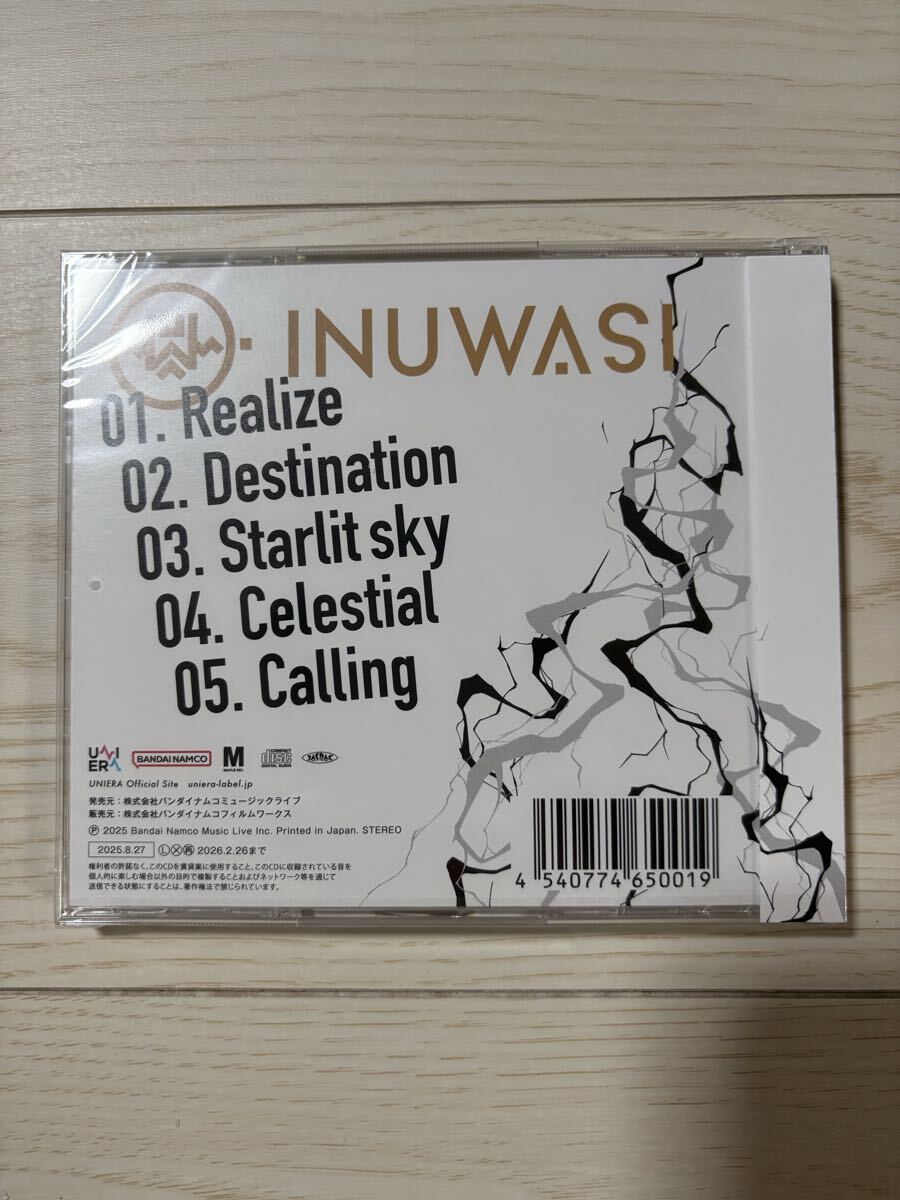 INUWASI
01. Realize
02. Destination
03. Starlit sky
04. Celestial
05. Calling
UNIERA BANDAI NAMCO M MAPLE INC. COMPACT disc DIGITAL AUDIO JASRAC
UNIERA Official Site uniera-label.jp
発売元：株式会社バンダイナムコミュージックライブ
販売元：株式会社バンダイナムコフィルムワークス
Ⓟ 2025 Bandai Namco Music Live Inc. Printed in Japan. STEREO
2025.8.27 Ⓛ Ⓧ 再 2026.2.26まで
権利者の許諾なく、このCDを賃貸業に使用すること、このCDに収録されている音を
個人的に楽しむ場合以外の目的で複製することおよびネットワーク等を通じて
送信できる状態にすることは、著作権法で禁じられています。
4 540774 650019